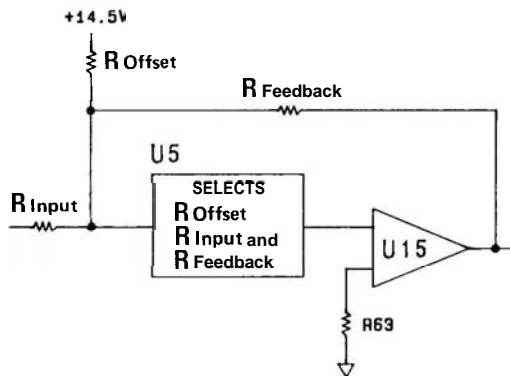 +14.5V
R Offset
R Feedback
U5
SELECTS
R Offset
R Input and
R Feedback
R Input
U15
R63